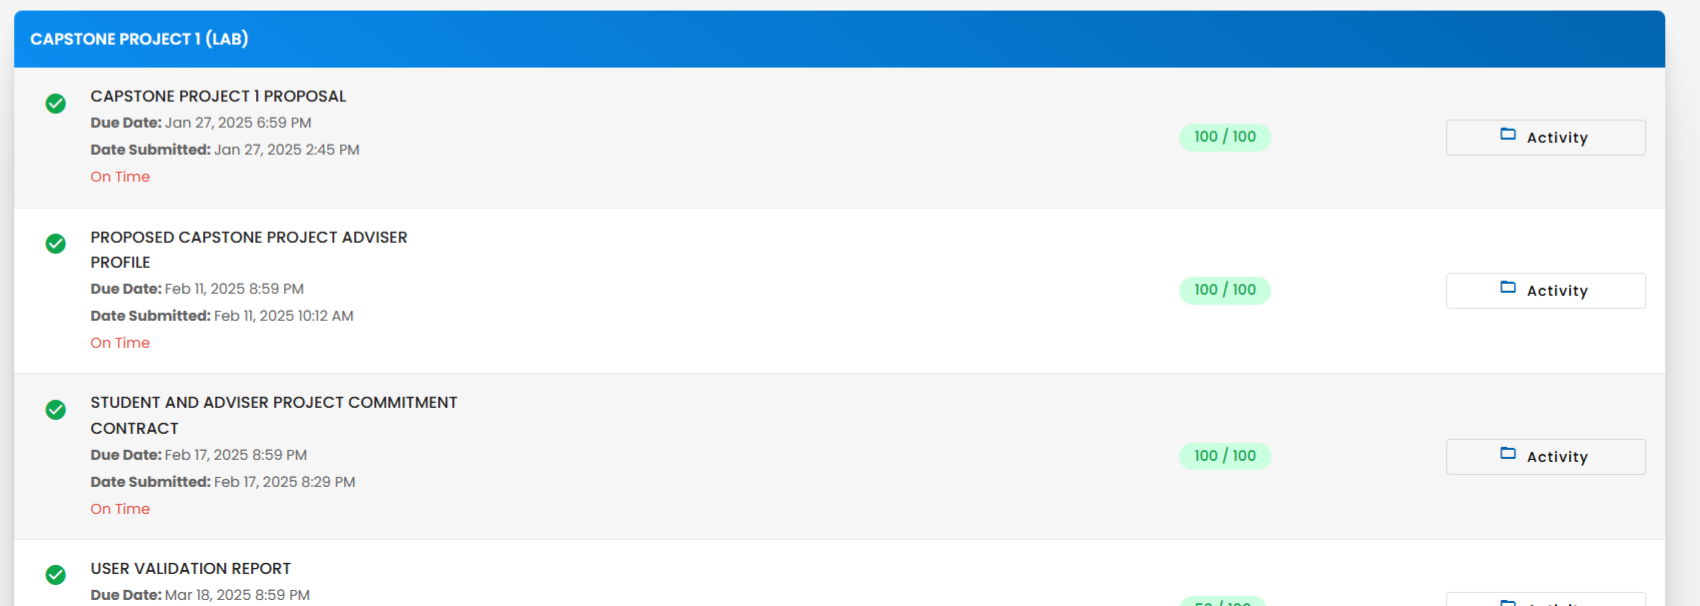 CAPSTONE PROJECT 1 (LAB)
CAPSTONE PROJECT 1 PROPOSAL
Due Date: Jan 27, 2025 6:59 PM
Date Submitted: Jan 27, 2025 2:45 PM
On Time
100 / 100
Activity
PROPOSED CAPSTONE PROJECT ADVISER
PROFILE
Due Date: Feb 11, 2025 8:59 PM
Date Submitted: Feb 11, 2025 10:12 AM
On Time
100 / 100
Activity
STUDENT AND ADVISER PROJECT COMMITMENT
CONTRACT
Due Date: Feb 17, 2025 8:59 PM
Date Submitted: Feb 17, 2025 8:29 PM
On Time
100 / 100
Activity
USER VALIDATION REPORT
Due Date: Mar 18, 2025 8:59 PM